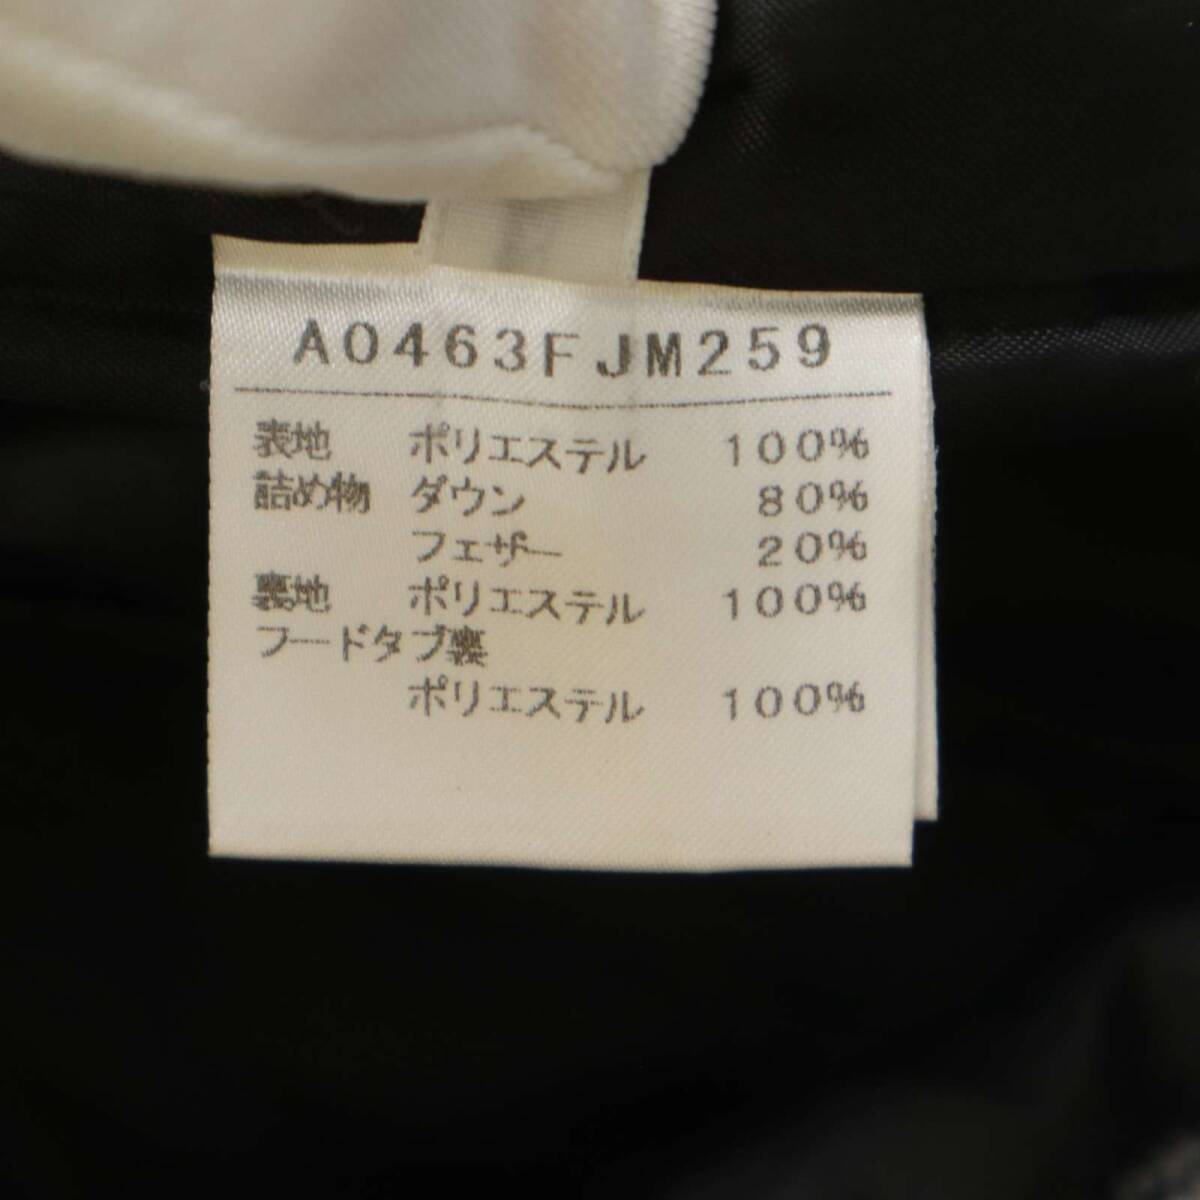 A0463FJM259
表地 ポリエステル 100%
詰め物 ダウン 80%
フェザー 20%
裏地 ポリエステル 100%
フードタブ裏
ポリエステル 100%